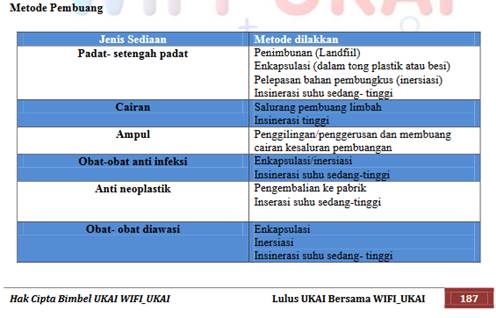 WIFI UKAI
Metode Pembuang
Jenis Sediaan Metode dilakkan
Padat- setengah padat Penimbunan (Landfiil)
Enkapsulasi (dalam tong plastik atau besi)
Pelepasan bahan pembungkus (inersiasi)
Insinerasi suhu sedang- tinggi
Cairan Salurang pembuang limbah
Insinerasi tinggi
Ampul Penggilingan/penggerusan dan membuang
cairan kesaluran pembuangan
Obat-obat anti infeksi Enkapsulasi/inersiasi
Insinerasi suhu sedang-tinggi
Anti neoplastik Pengembalian ke pabrik
Inserasi suhu sedang-tinggi
Obat- obat diawasi Enkapsulasi
Inersiasi
Insinerasi suhu sedang- tinggi
Hak Cipta Bimbel UKAI WIFI_UKAI Lulus UKAI Bersama WIFI_UKAI 187